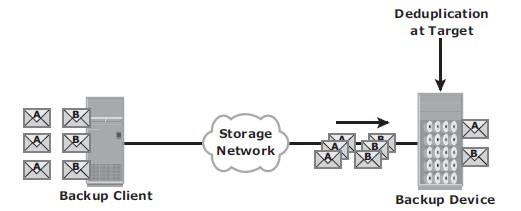 Deduplication
at Target
A B
A B
A B
Storage
Network
A B
A B
A B
A
B
Backup Client
Backup Device